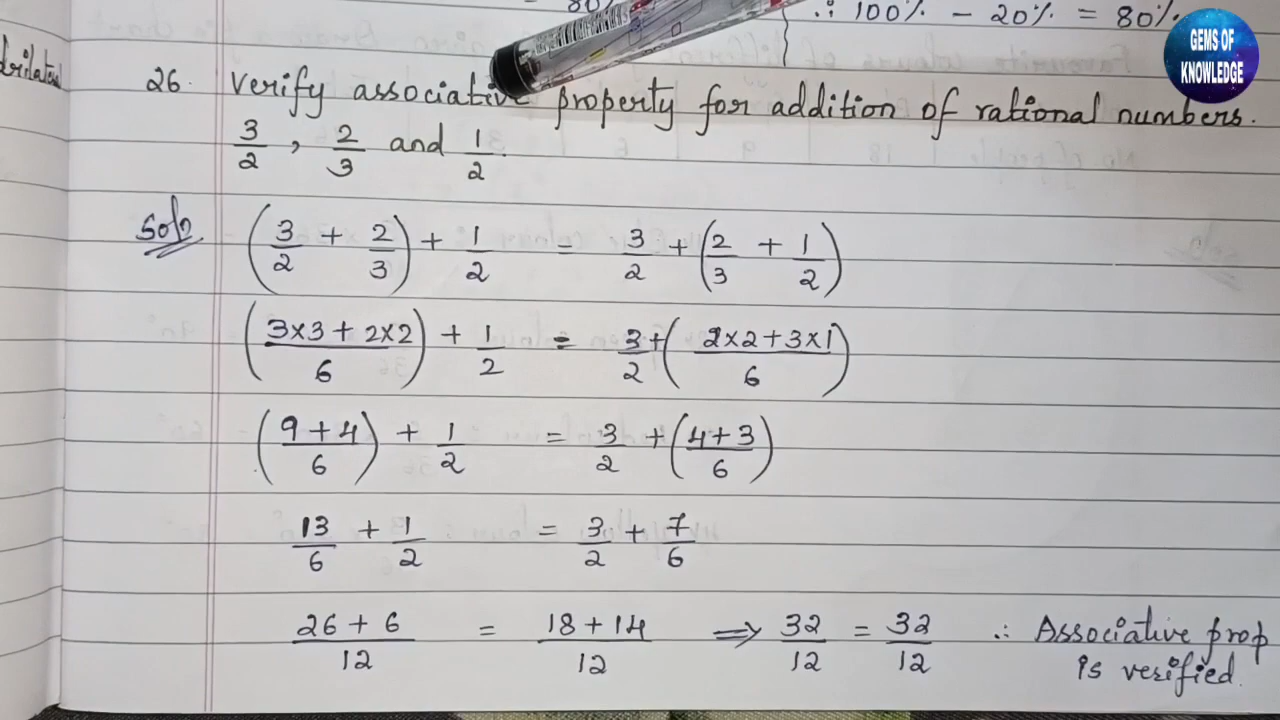 80%
∴ 100% - 20% = 80%.
GEMS OF
KNOWLEDGE
26. Verify associative property for addition of rational numbers.
3/2 , 2/3 and 1/2.
Soln (3/2 + 2/3) + 1/2 = 3/2 + (2/3 + 1/2)
((3×3 + 2×2)/6) + 1/2 = 3/2 + ((2×2+3×1)/6)
((9+4)/6) + 1/2 = 3/2 + ((4+3)/6)
13/6 + 1/2 = 3/2 + 7/6
(26+6)/12 = (18+14)/12 ⇒ 32/12 = 32/12 ∴ Associative prop
is verified.